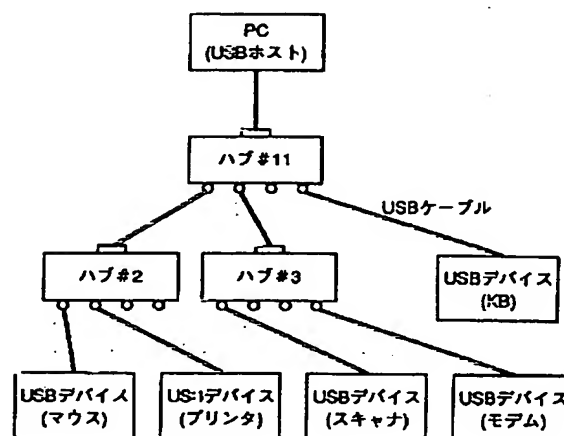 PC
(USBホスト)
ハブ#11
USBケーブル
ハブ#2
ハブ#3
USBデバイス
(KB)
USBデバイス
(マウス)
USBデバイス
(プリンタ)
USBデバイス
(スキャナ)
USBデバイス
(モデム)